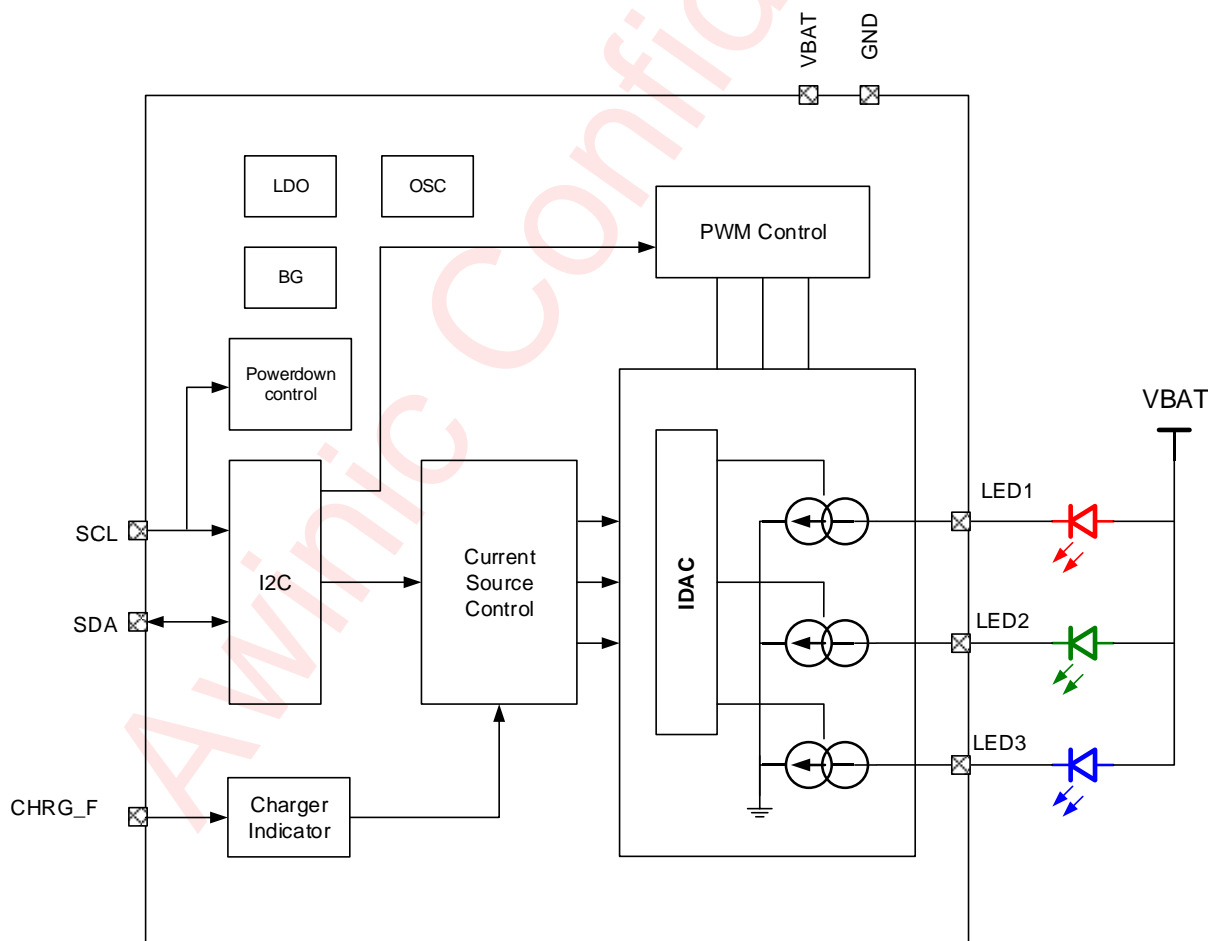 VBAT
GND
LDO
OSC
BG
PWM Control
Powerdown
control
VBAT
SCL
SDA
I2C
Current
Source
Control
IDAC
LED1
LED2
LED3
CHRG_F
Charger
Indicator
Awinic Confid